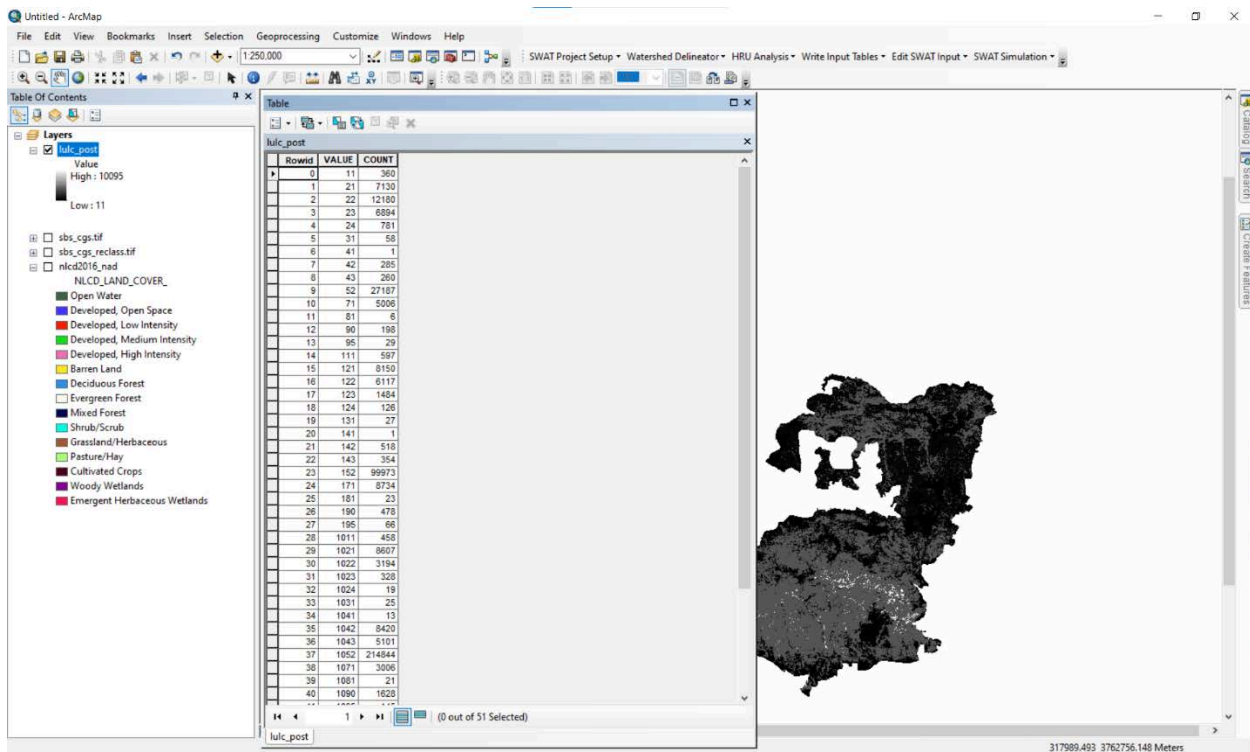 Untitled - ArcMap
File Edit View Bookmarks Insert Selection Geoprocessing Customize Windows Help
1:250,000
SWAT Project Setup Watershed Delineator HRU Analysis Write Input Tables Edit SWAT Input SWAT Simulation
Table Of Contents
Layers
lulc_post
Value
High : 10095
Low : 11
sbs_cgs.tif
sbs_cgs_reclass.tif
nlcd2016_nad
NLCD_LAND_COVER_
Open Water
Developed, Open Space
Developed, Low Intensity
Developed, Medium Intensity
Developed, High Intensity
Barren Land
Deciduous Forest
Evergreen Forest
Mixed Forest
Shrub/Scrub
Grassland/Herbaceous
Pasture/Hay
Cultivated Crops
Woody Wetlands
Emergent Herbaceous Wetlands
Table
lulc_post
Rowid VALUE COUNT
0 11 360
1 21 7130
2 22 12180
3 23 6894
4 24 781
5 31 58
6 41 1
7 42 285
8 43 260
9 52 27187
10 71 5006
11 81 6
12 90 198
13 95 29
14 111 597
15 121 8150
16 122 6117
17 123 1484
18 124 126
19 131 27
20 141 1
21 142 518
22 143 354
23 152 99973
24 171 8734
25 181 23
26 190 478
27 195 66
28 1011 458
29 1021 8607
30 1022 3194
31 1023 328
32 1024 19
33 1031 25
34 1041 13
35 1042 8420
36 1043 5101
37 1052 214844
38 1071 3006
39 1081 21
40 1090 1628
1
(0 out of 51 Selected)
lulc_post
Catalog
Search
Create Features
317989.493 3762756.148 Meters